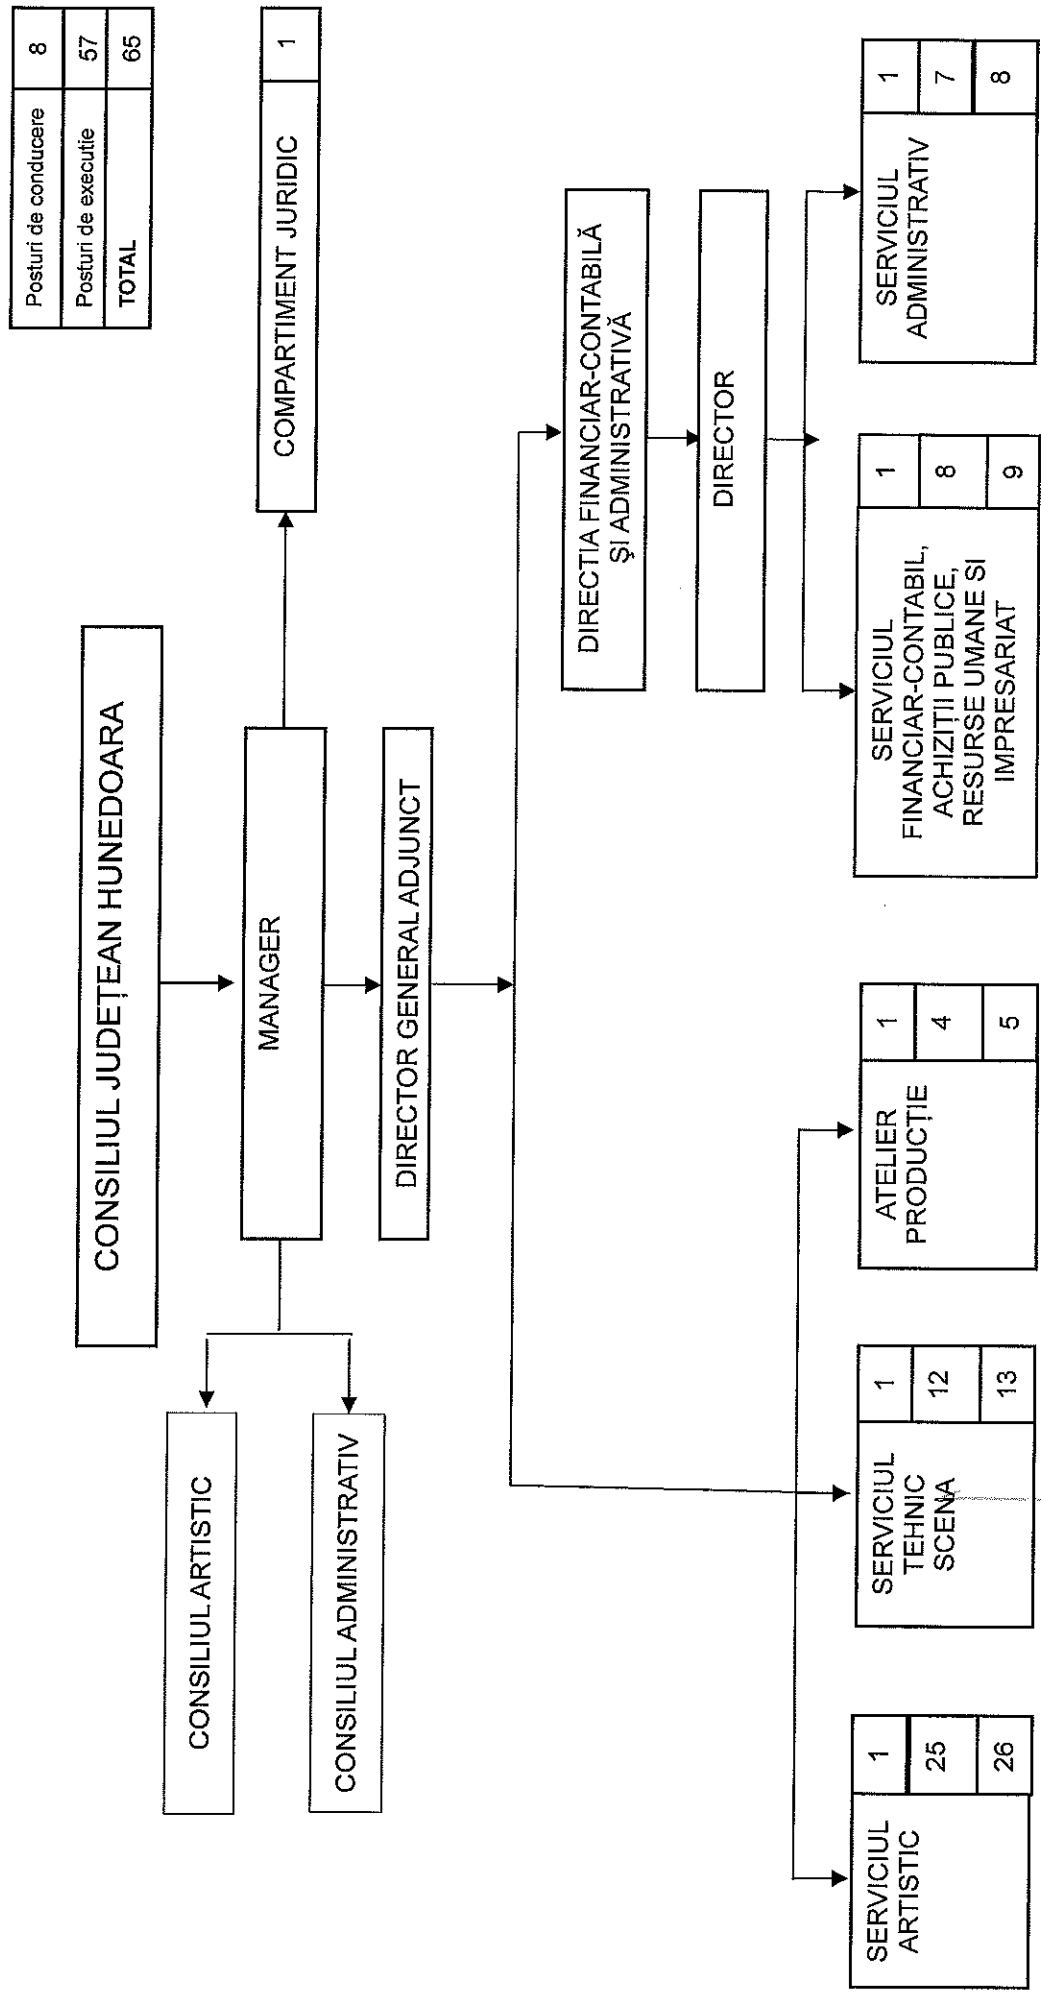 Posturi de conducere 8
Posturi de executie 57
TOTAL 65
CONSILIUL JUDEȚEAN HUNEDOARA
CONSILIUL ARTISTIC
MANAGER
COMPARTIMENT JURIDIC 1
CONSILIUL ADMINISTRATIV
DIRECTOR GENERAL ADJUNCT
DIRECTIA FINANCIAR-CONTABILĂ
ŞI ADMINISTRATIVĂ
DIRECTOR
SERVICIUL
ARTISTIC
1
25
26
SERVICIUL
TEHNIC
SCENA
1
12
13
ATELIER
PRODUCȚIE
1
4
5
SERVICIUL
FINANCIAR-CONTABIL,
ACHIZIȚII PUBLICE,
RESURSE UMANE SI
IMPRESARIAT
1
8
9
SERVICIUL
ADMINISTRATIV
1
7
8